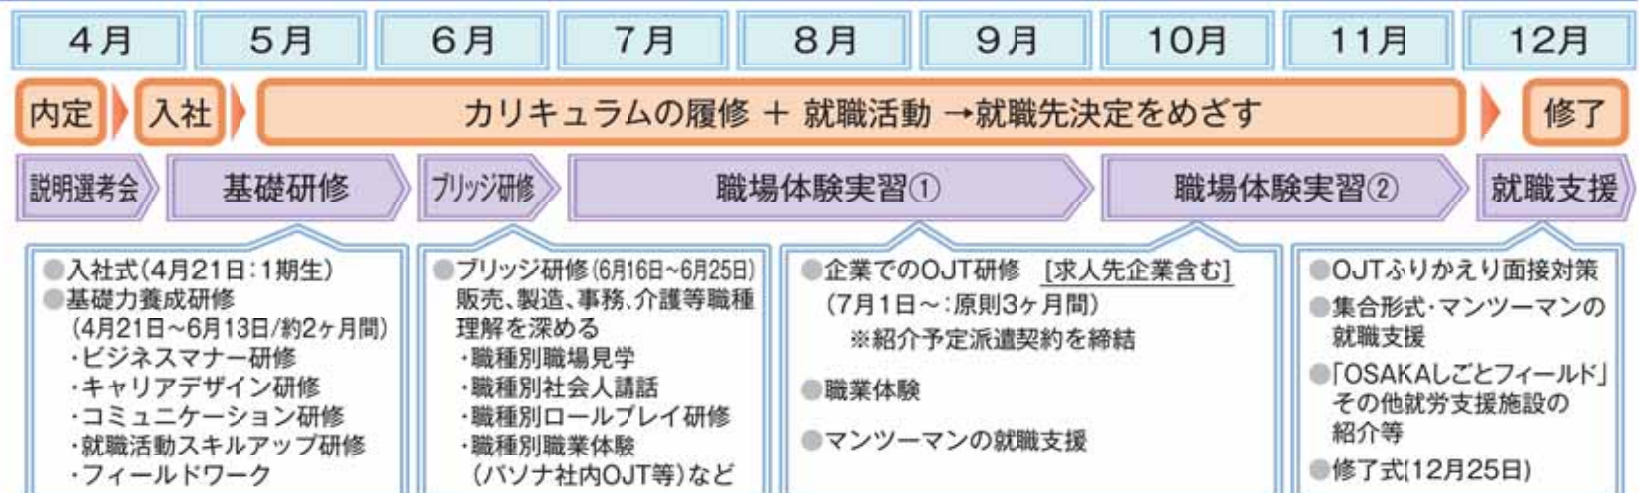 4月 5月 6月 7月 8月 9月 10月 11月 12月
内定 入社 カリキュラムの履修 + 就職活動 →就職先決定をめざす 修了
説明選考会 基礎研修 ブリッジ研修 職場体験実習① 職場体験実習② 就職支援
●入社式(4月21日:1期生)
●基礎力養成研修
(4月21日~6月13日/約2ヶ月間)
・ビジネスマナー研修
・キャリアデザイン研修
・コミュニケーション研修
・就職活動スキルアップ研修
・フィールドワーク
●ブリッジ研修(6月16日~6月25日)
販売、製造、事務.介護等職種
理解を深める
・職種別職場見学
・職種別社会人講話
・職種別ロールプレイ研修
・職種別職業体験
(パソナ社内OJT等)など
●企業でのOJT研修 [求人先企業含む]
(7月1日~:原則3ヶ月間)
※紹介予定派遣契約を締結
●職業体験
●マンツーマンの就職支援
●OJTふりかえり面接対策
●集合形式・マンツーマンの
就職支援
●「OSAKAしごとフィールド」
その他就労支援施設の
紹介等
●修了式(12月25日)